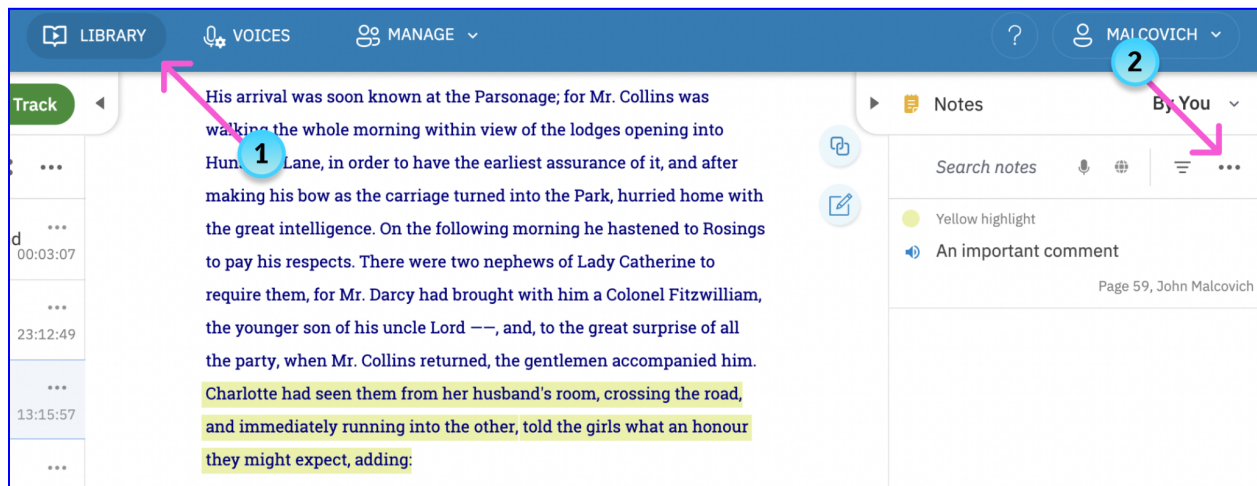 LIBRARY
VOICES
MANAGE
?
MALCOVICH
2
Track
1
d
00:03:07
23:12:49
13:15:57
His arrival was soon known at the Parsonage; for Mr. Collins was
walking the whole morning within view of the lodges opening into
Lane, in order to have the earliest assurance of it, and after
making his bow as the carriage turned into the Park, hurried home with
the great intelligence. On the following morning he hastened to Rosings
to pay his respects. There were two nephews of Lady Catherine to
require them, for Mr. Darcy had brought with him a Colonel Fitzwilliam,
the younger son of his uncle Lord ——, and, to the great surprise of all
the party, when Mr. Collins returned, the gentlemen accompanied him.
Charlotte had seen them from her husband's room, crossing the road,
and immediately running into the other, told the girls what an honour
they might expect, adding:
Notes
By You
Search notes
Yellow highlight
An important comment
Page 59, John Malcovich